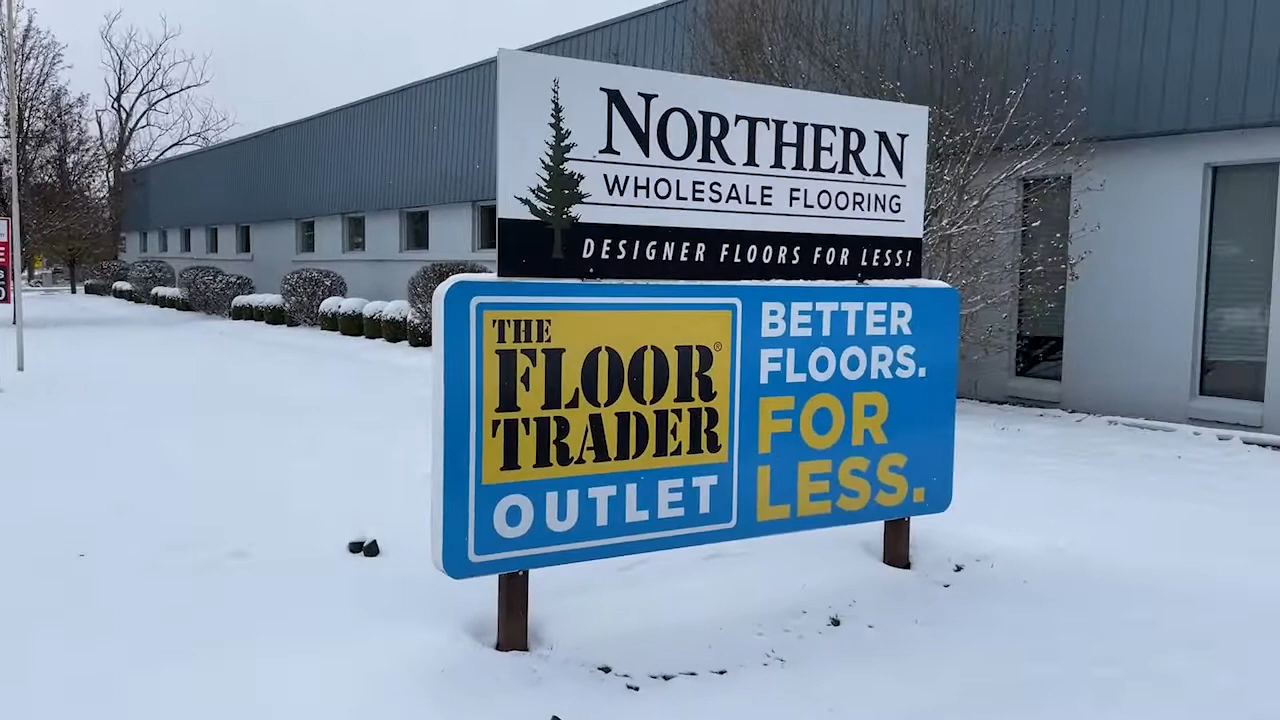 NORTHERN
WHOLESALE FLOORING
DESIGNER FLOORS FOR LESS!
THE
FLOOR®
TRADER
OUTLET
BETTER
FLOORS.
FOR
LESS.